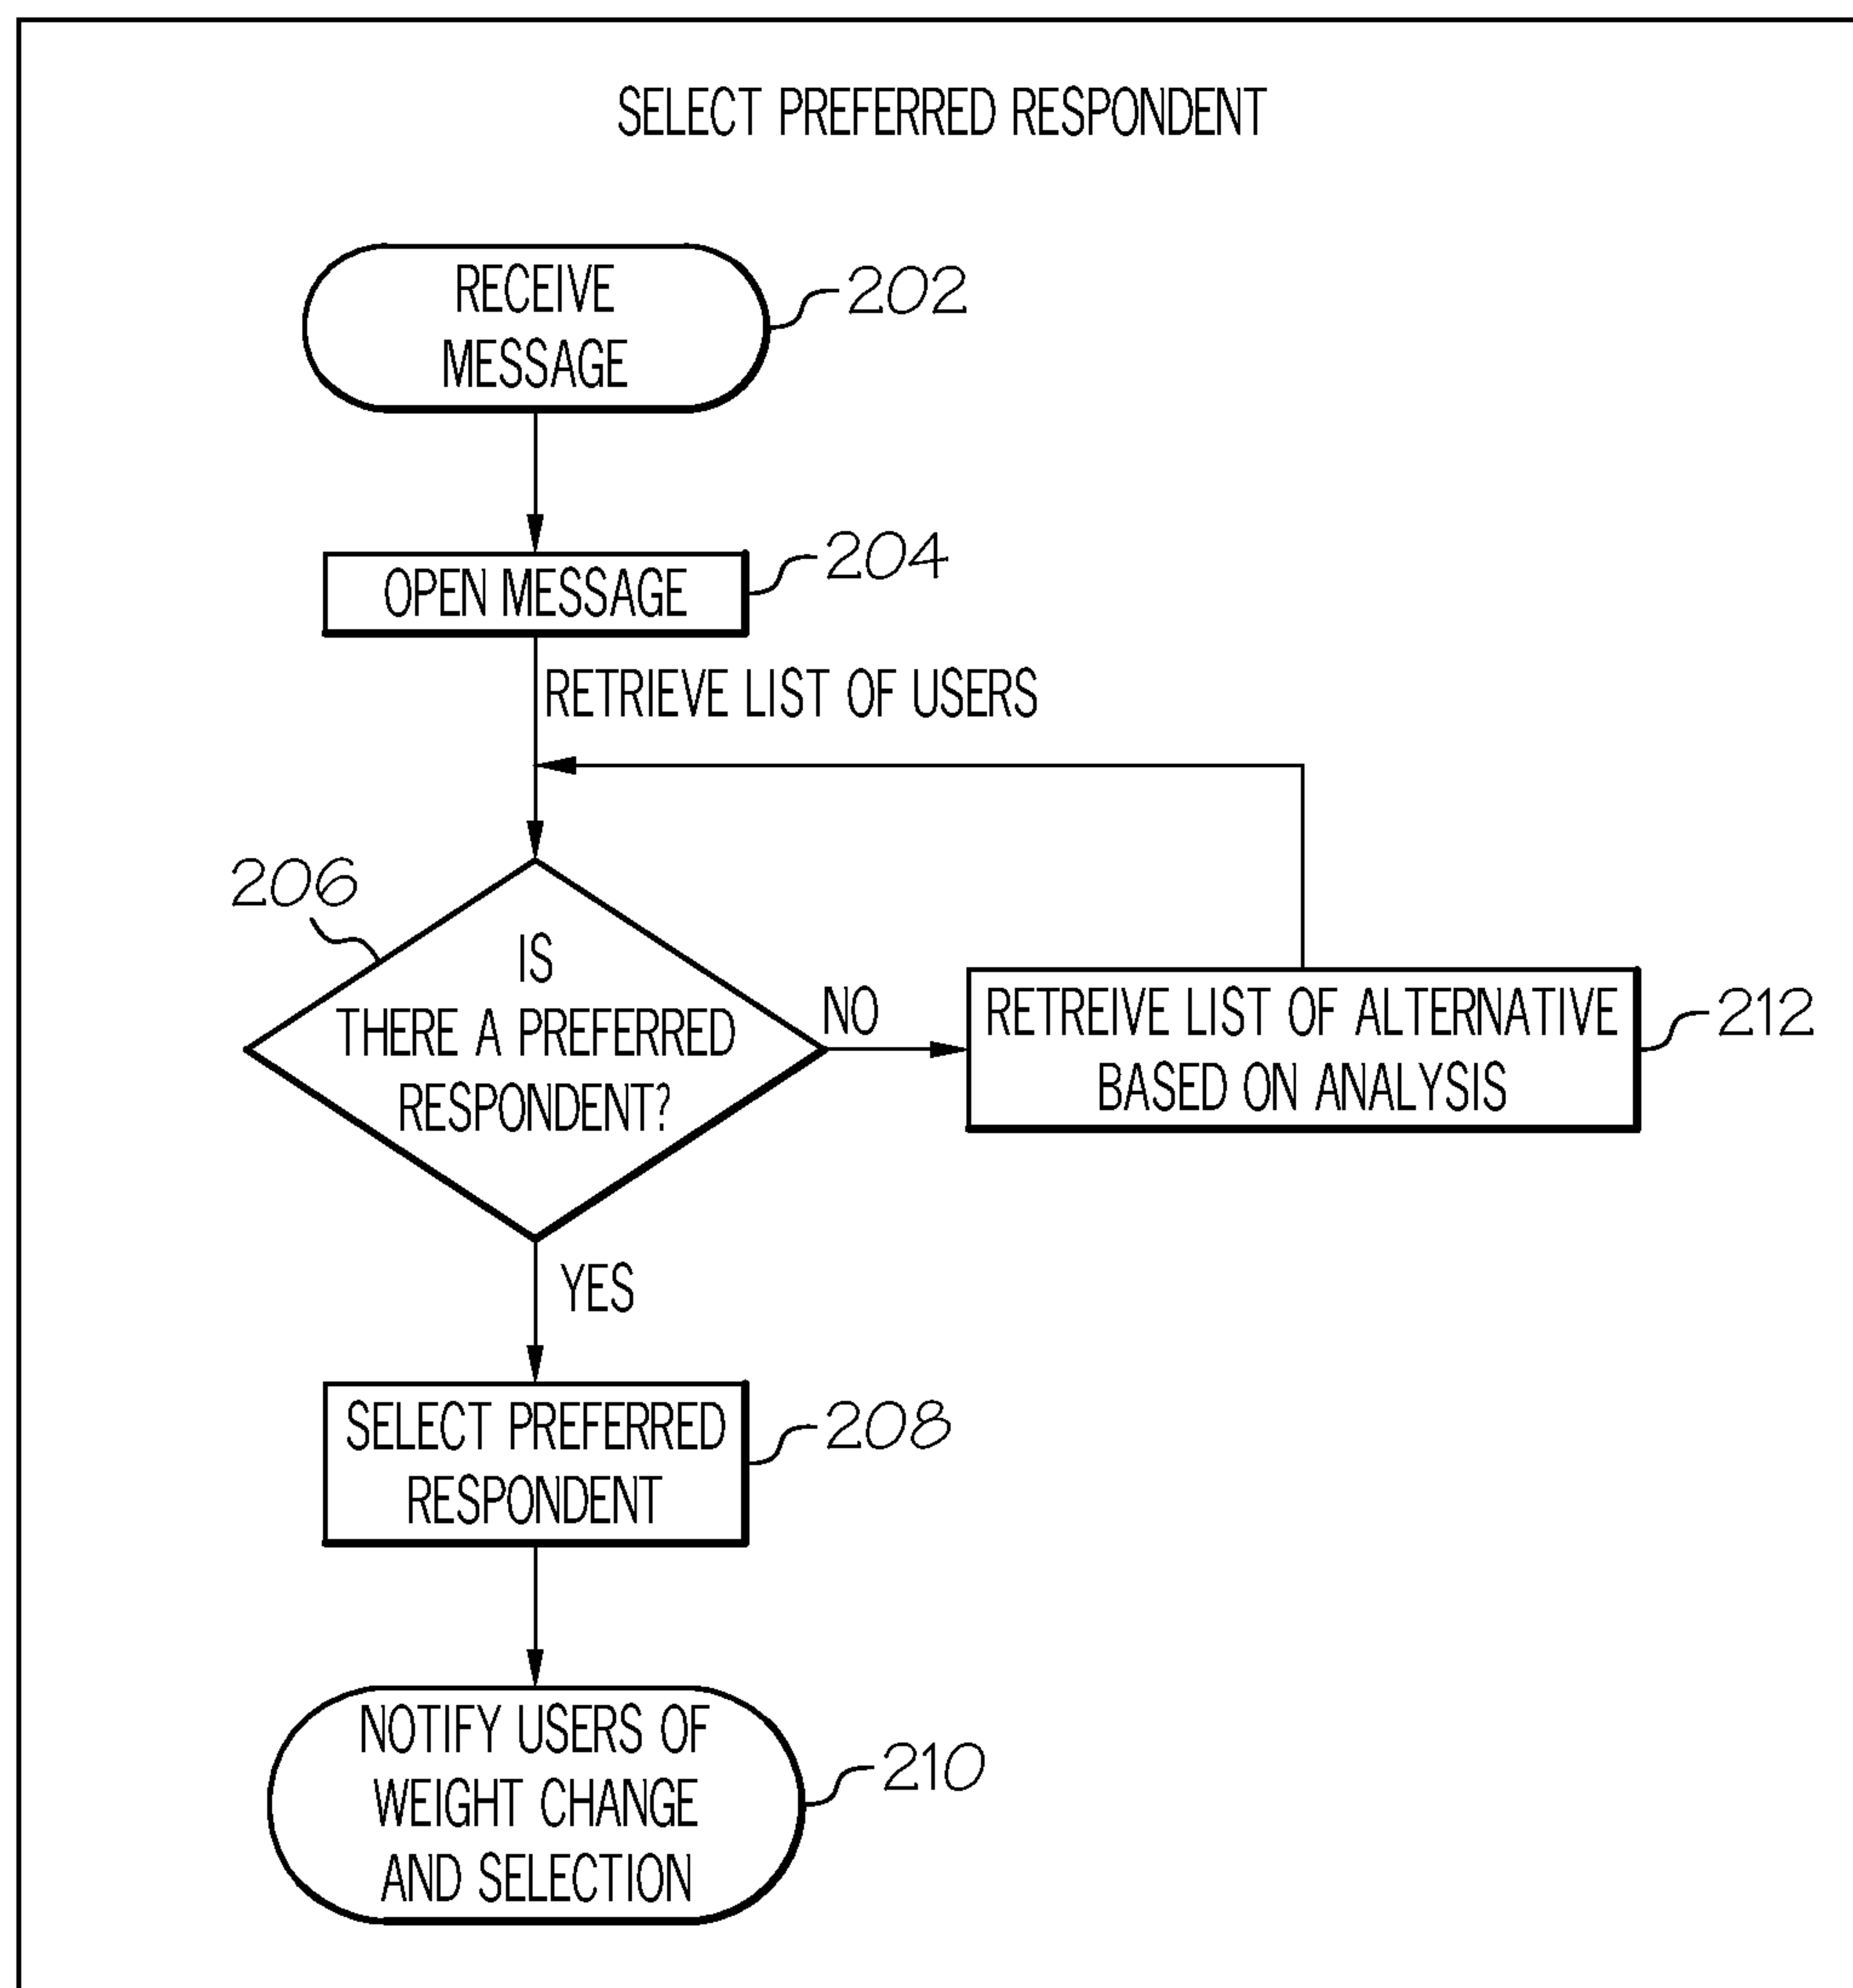 SELECT PREFERRED RESPONDENT
RECEIVE
MESSAGE
202
OPEN MESSAGE
204
RETRIEVE LIST OF USERS
206
IS
THERE A PREFERRED
RESPONDENT?
NO
RETREIVE LIST OF ALTERNATIVE
BASED ON ANALYSIS
212
YES
SELECT PREFERRED
RESPONDENT
208
NOTIFY USERS OF
WEIGHT CHANGE
AND SELECTION
210